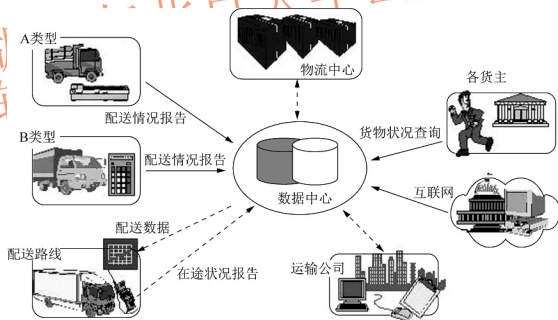 A类型
物流中心
各货主
配送情况报告
货物状况查询
B类型
配送情况报告
数据中心
互联网
配送数据
配送路线
在途状况报告
运输公司